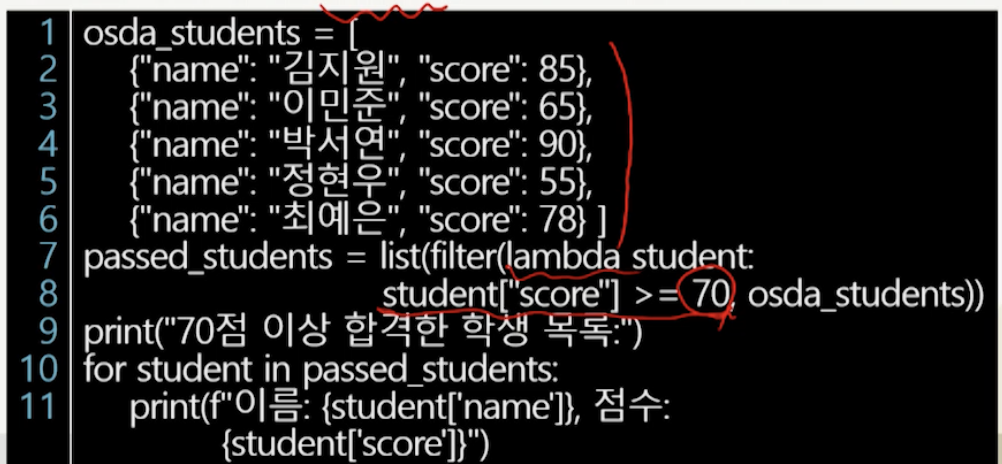 1 osda_students = [
2 {"name": "김지원", "score": 85},
3 {"name": "이민준", "score": 65},
4 {"name": "박서연", "score": 90},
5 {"name": "정현우", "score": 55},
6 {"name": "최예은", "score": 78} ]
7 passed_students = list(filter(lambda student:
8 student["score"] >= 70, osda_students))
9 print("70점 이상 합격한 학생 목록:")
10 for student in passed_students:
11 print(f"이름: {student['name']}, 점수:
{student['score']}")